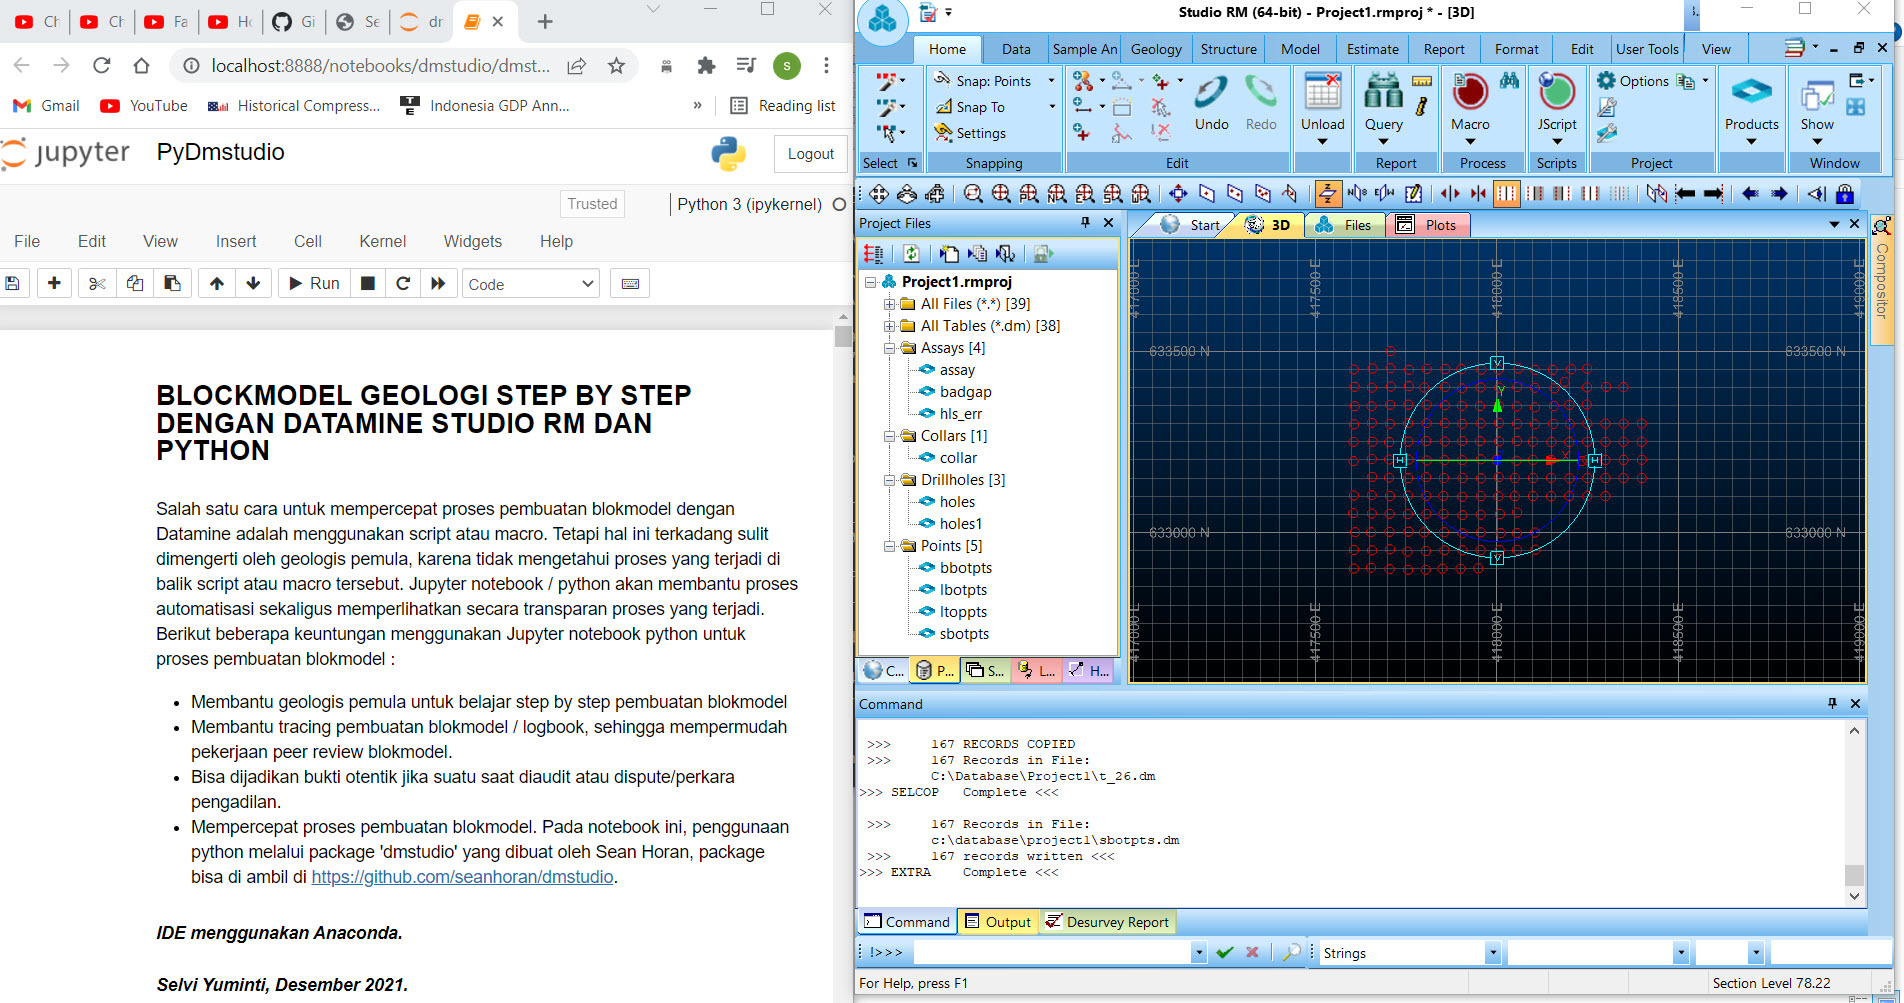 Ch
Ch
Fa
Ho
Gi
Se
dr
localhost:8888/notebooks/dmstudio/dmst...
s
Gmail
YouTube
Historical Compress...
Indonesia GDP Ann...
»
Reading list
jupyter
PyDmstudio
Logout
Trusted
Python 3 (ipykernel)
File
Edit
View
Insert
Cell
Kernel
Widgets
Help
Run
Code
BLOCKMODEL GEOLOGI STEP BY STEP
DENGAN DATAMINE STUDIO RM DAN
PYTHON
Salah satu cara untuk mempercepat proses pembuatan blokmodel dengan
Datamine adalah menggunakan script atau macro. Tetapi hal ini terkadang sulit
dimengerti oleh geologis pemula, karena tidak mengetahui proses yang terjadi di
balik script atau macro tersebut. Jupyter notebook / python akan membantu proses
automatisasi sekaligus memperlihatkan secara transparan proses yang terjadi.
Berikut beberapa keuntungan menggunakan Jupyter notebook python untuk
proses pembuatan blokmodel :
• Membantu geologis pemula untuk belajar step by step pembuatan blokmodel
• Membantu tracing pembuatan blokmodel / logbook, sehingga mempermudah
pekerjaan peer review blokmodel.
• Bisa dijadikan bukti otentik jika suatu saat diaudit atau dispute/perkara
pengadilan.
• Mempercepat proses pembuatan blokmodel. Pada notebook ini, penggunaan
python melalui package 'dmstudio' yang dibuat oleh Sean Horan, package
bisa di ambil di https://github.com/seanhoran/dmstudio.
IDE menggunakan Anaconda.
Selvi Yuminti, Desember 2021.
Studio RM (64-bit) - Project1.rmproj * - [3D]
Home
Data
Sample An
Geology
Structure
Model
Estimate
Report
Format
Edit
User Tools
View
Snap: Points
Snap To
Settings
Undo
Redo
Unload
Query
Macro
JScript
Options
Products
Show
Select
Snapping
Edit
Report
Process
Scripts
Project
Window
Project Files
Project1.rmproj
All Files (*.*) [39]
All Tables (*.dm) [38]
Assays [4]
assay
badgap
hls_err
Collars [1]
collar
Drillholes [3]
holes
holes1
Points [5]
bbotpts
lbotpts
ltoppts
sbotpts
C...
P...
S...
L...
H...
Start
3D
Files
Plots
Compositor
417000 E
417500 E
418000 E
418500 E
419000 E
633500 N
633500 N
633000 N
633000 N
417000 E
417500 E
418000 E
418500 E
419000 E
Y
Y
H
H
Y
Command
>>> 167 RECORDS COPIED
>>> 167 Records in File:
C:\Database\Project1\t_26.dm
>>> SELCOP Complete <<<
>>> 167 Records in File:
c:\database\project1\sbotpts.dm
>>> 167 records written <<<
>>> EXTRA Complete <<<
Command
Output
Desurvey Report
!>>>
Strings
For Help, press F1
Section Level 78.22